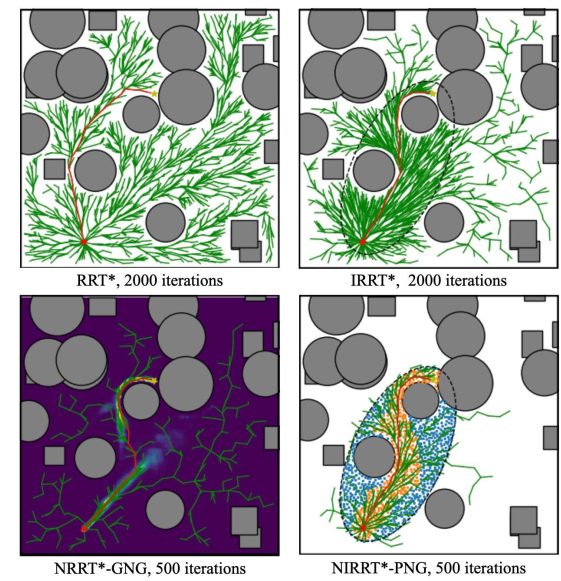 RRT*, 2000 iterations
IRRT*, 2000 iterations
NRRT*-GNG, 500 iterations
NIRRT*-PNG, 500 iterations